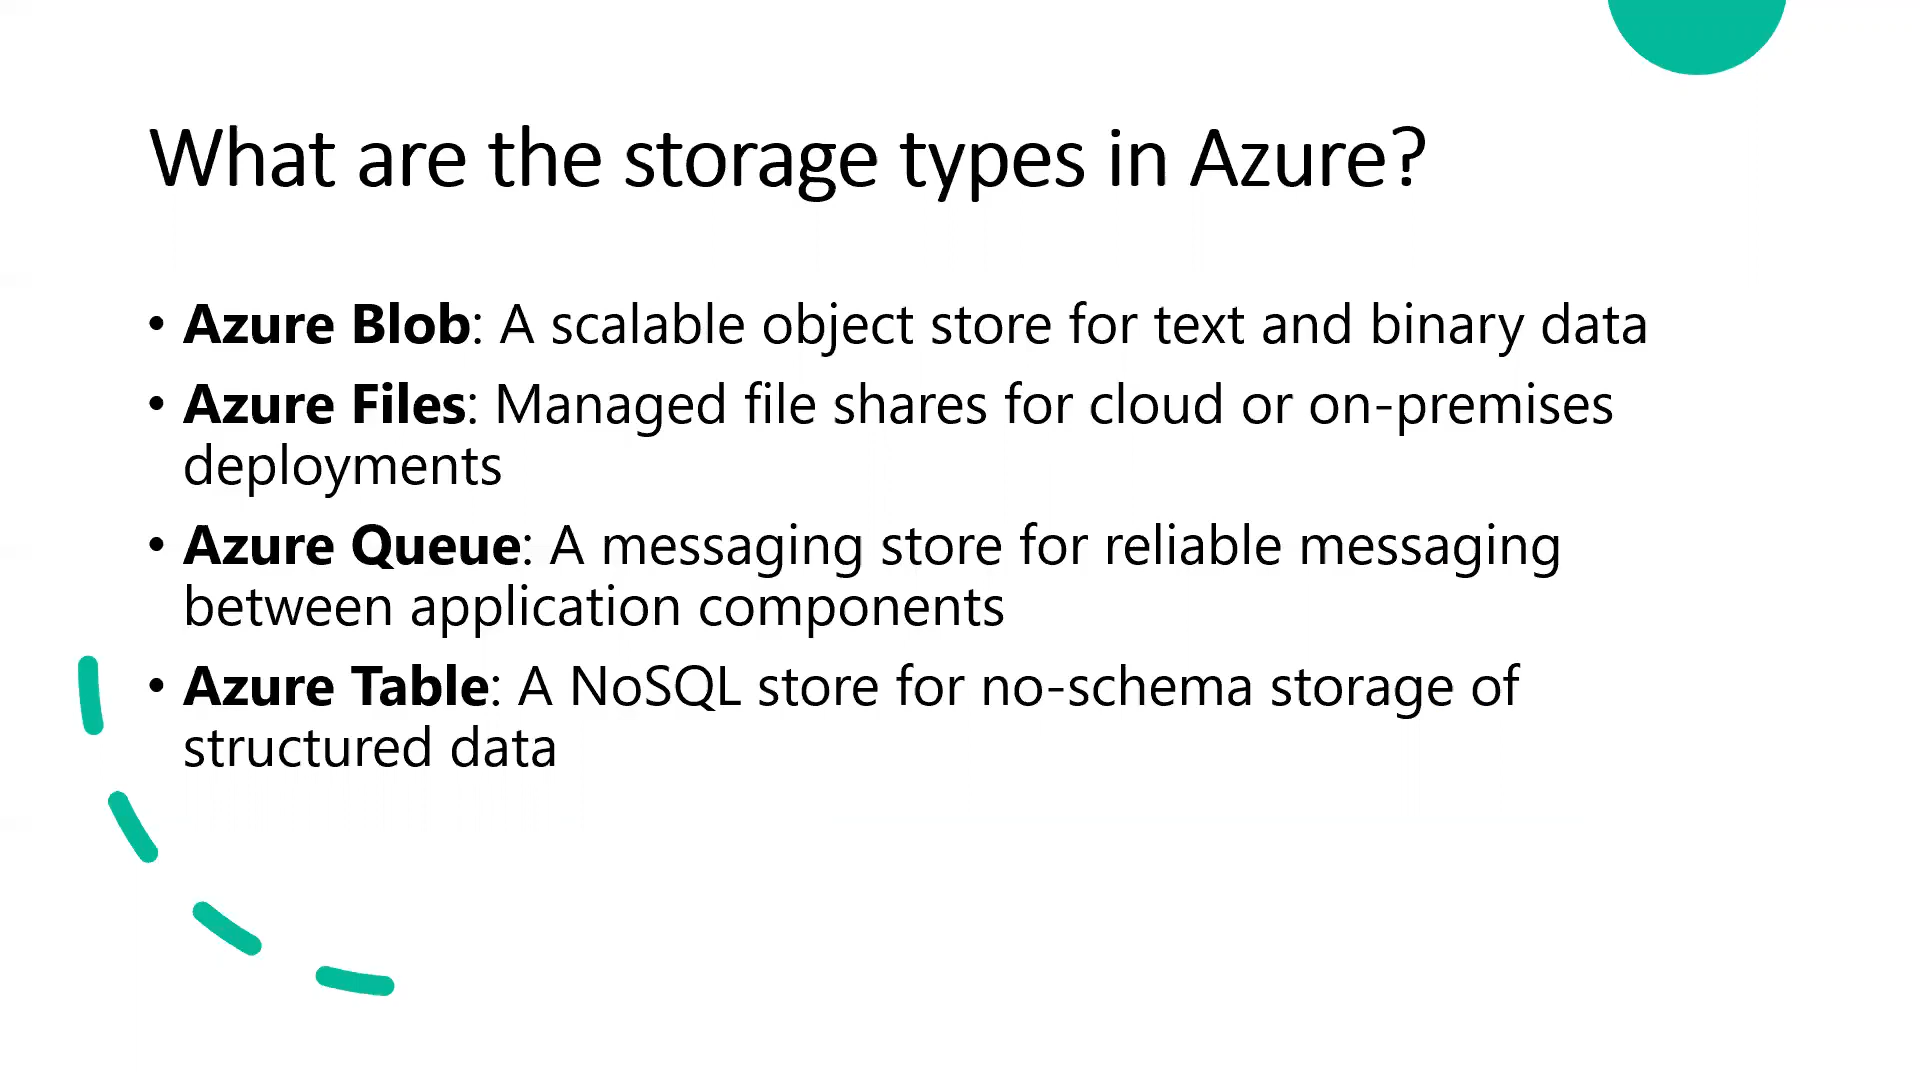 What are the storage types in Azure?
• Azure Blob: A scalable object store for text and binary data
• Azure Files: Managed file shares for cloud or on-premises
deployments
• Azure Queue: A messaging store for reliable messaging
between application components
• Azure Table: A NoSQL store for no-schema storage of
structured data